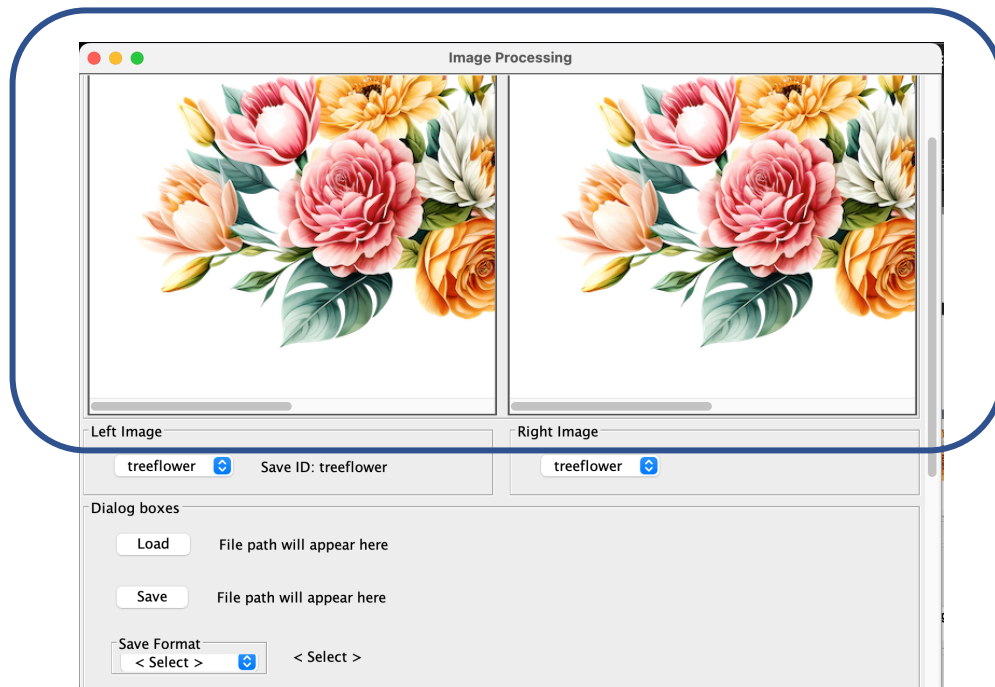 Image Processing
Left Image
Right Image
treeflower
Save ID: treeflower
treeflower
Dialog boxes
Load
File path will appear here
Save
File path will appear here
Save Format
< Select >
< Select >